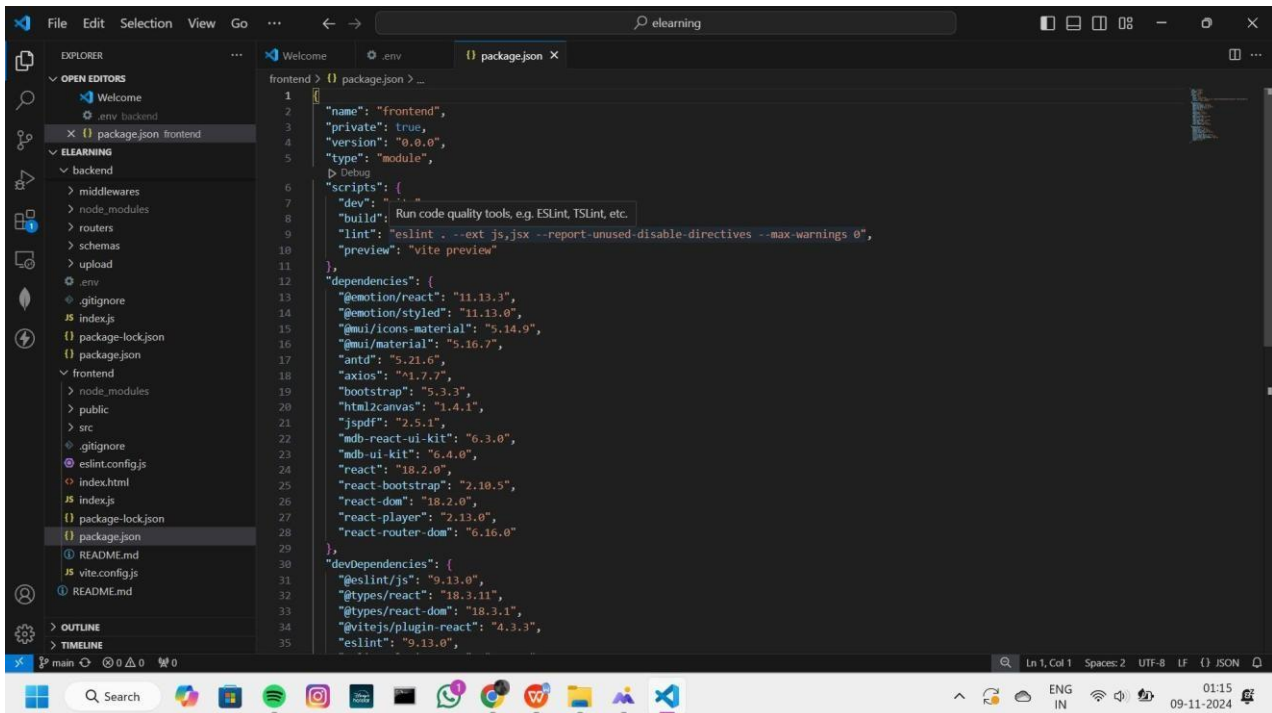 File Edit Selection View Go ... elearning
EXPLORER ...
OPEN EDITORS
Welcome
.env backend
package.json frontend
ELEARNING
backend
middlewares
node_modules
routers
schemas
upload
.env
.gitignore
JS index.js
{} package-lock.json
{} package.json
frontend
node_modules
public
src
.gitignore
eslint.config.js
<> index.html
JS index.js
{} package-lock.json
{} package.json
README.md
JS vite.config.js
README.md
OUTLINE
TIMELINE
1
Welcome .env {} package.json ...
frontend > {} package.json > ...
1 {
2 "name": "frontend",
3 "private": true,
4 "version": "0.0.0",
5 "type": "module",
Debug
6 "scripts": {
7 "dev":
Run code quality tools, e.g. ESLint, TSLint, etc.
8 "build":
9 "lint": "eslint . --ext js,jsx --report-unused-disable-directives --max-warnings 0",
10 "preview": "vite preview"
11 },
12 "dependencies": {
13 "@emotion/react": "11.13.3",
14 "@emotion/styled": "11.13.0",
15 "@mui/icons-material": "5.14.9",
16 "@mui/material": "5.16.7",
17 "antd": "5.21.6",
18 "axios": "^1.7.7",
19 "bootstrap": "5.3.3",
20 "html2canvas": "1.4.1",
21 "jspdf": "2.5.1",
22 "mdb-react-ui-kit": "6.3.0",
23 "mdb-ui-kit": "6.4.0",
24 "react": "18.2.0",
25 "react-bootstrap": "2.10.5",
26 "react-dom": "18.2.0",
27 "react-player": "2.13.0",
28 "react-router-dom": "6.16.0"
29 },
30 "devDependencies": {
31 "@eslint/js": "9.13.0",
32 "@types/react": "18.3.11",
33 "@types/react-dom": "18.3.1",
34 "@vitejs/plugin-react": "4.3.3",
35 "eslint": "9.13.0",
main 0 0 0 Ln 1, Col 1 Spaces: 2 UTF-8 LF {} JSON
Search ENG 01:15
IN 09-11-2024